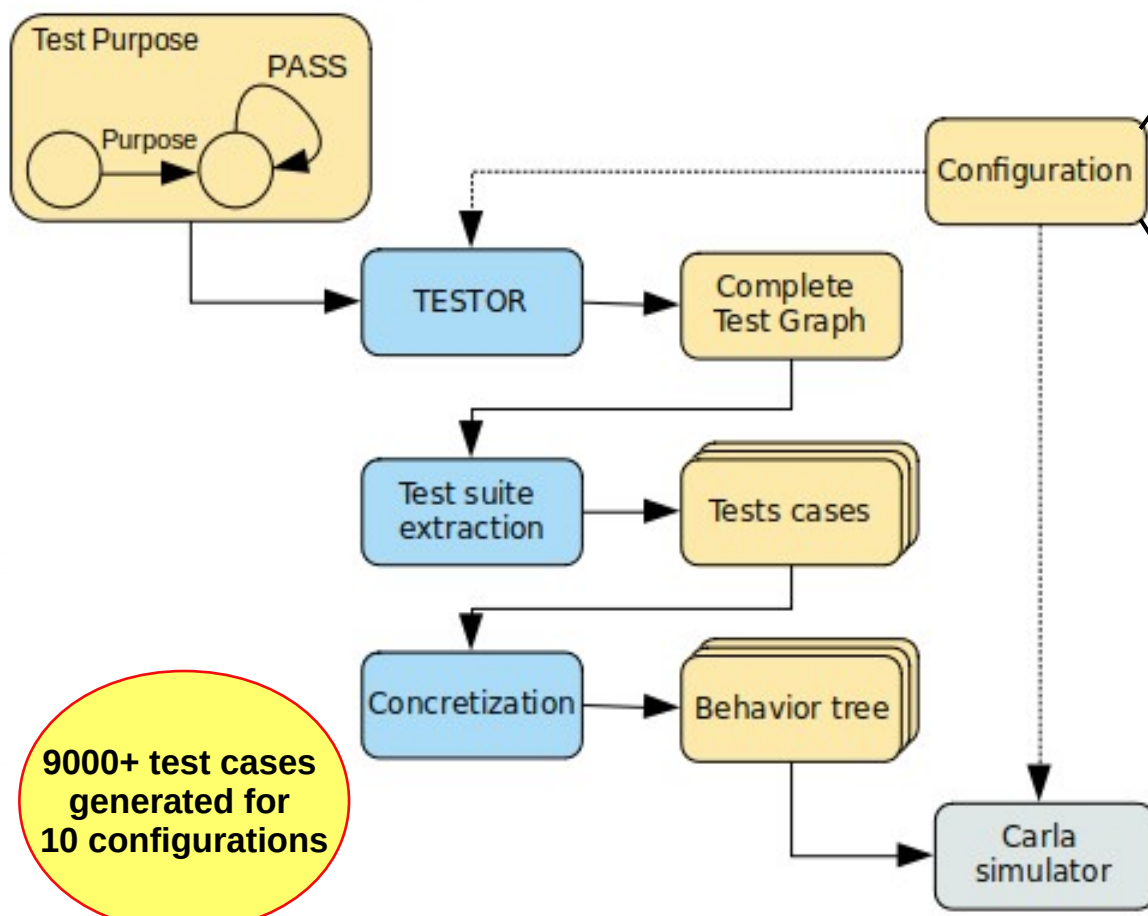 Test Purpose
PASS
Purpose
Configuration
TESTOR
Complete
Test Graph
Test suite
extraction
Tests cases
Concretization
Behavior tree
9000+ test cases
generated for
10 configurations
Carla
simulator